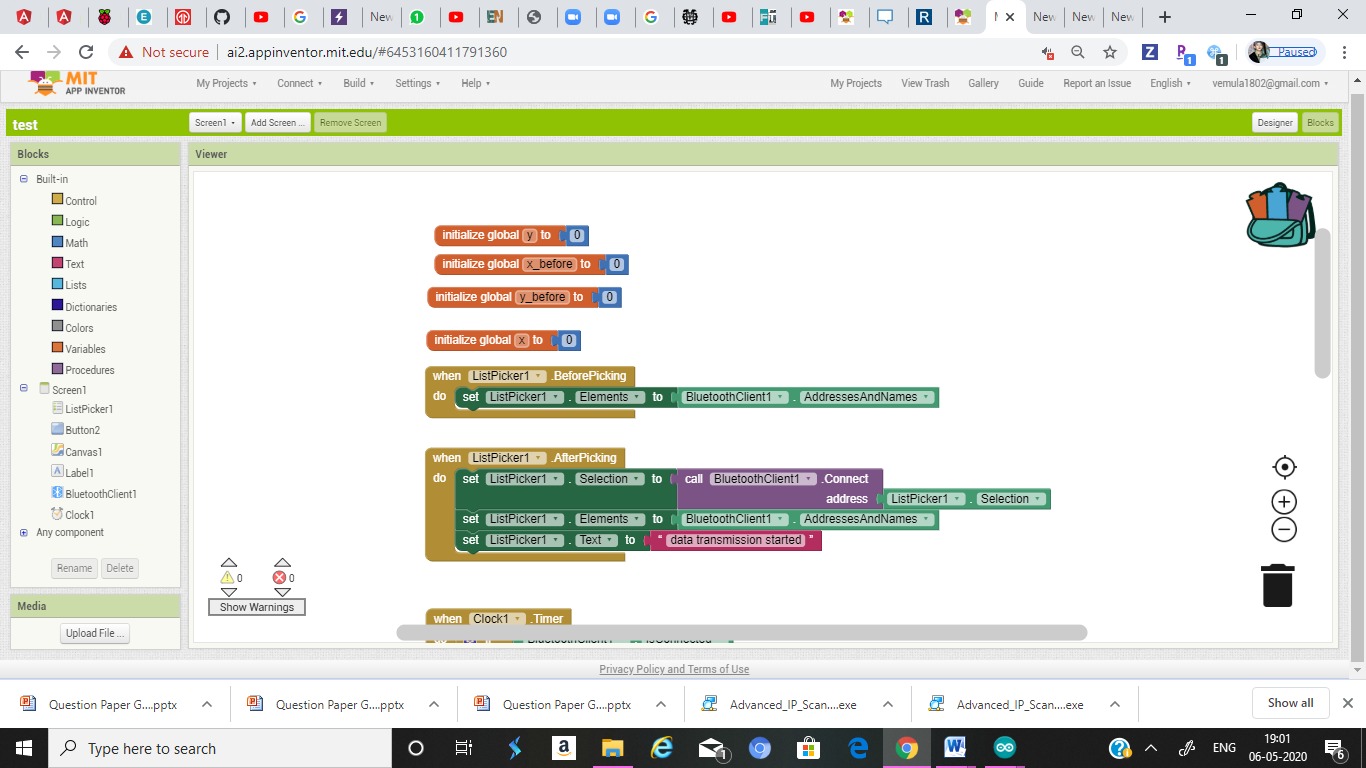 New
EN
New
New
New
Not secure
ai2.appinventor.mit.edu/#6453160411791360
Z
1
1
Paused
MIT
APP INVENTOR
My Projects
Connect
Build
Settings
Help
My Projects
View Trash
Gallery
Guide
Report an Issue
English
vemula1802@gmail.com
test
Screen1
Add Screen ...
Remove Screen
Designer
Blocks
Blocks
Viewer
Built-in
Control
Logic
Math
Text
Lists
Dictionaries
Colors
Variables
Procedures
Screen1
ListPicker1
Button2
Canvas1
Label1
BluetoothClient1
Clock1
Any component
Rename
Delete
Media
Upload File ...
initialize global y to 0
initialize global x_before to 0
initialize global y_before to 0
initialize global x to 0
when ListPicker1 .BeforePicking
do set ListPicker1 . Elements to BluetoothClient1 . AddressesAndNames
when ListPicker1 .AfterPicking
do set ListPicker1 . Selection to call BluetoothClient1 .Connect
address ListPicker1 . Selection
set ListPicker1 . Elements to BluetoothClient1 . AddressesAndNames
set ListPicker1 . Text to " data transmission started "
when Clock1 .Timer
0
0
Show Warnings
Privacy Policy and Terms of Use
Question Paper G....pptx
Question Paper G....pptx
Question Paper G....pptx
Advanced_IP_Scan....exe
Advanced_IP_Scan....exe
Show all
Type here to search
1
ENG
19:01
06-05-2020
6